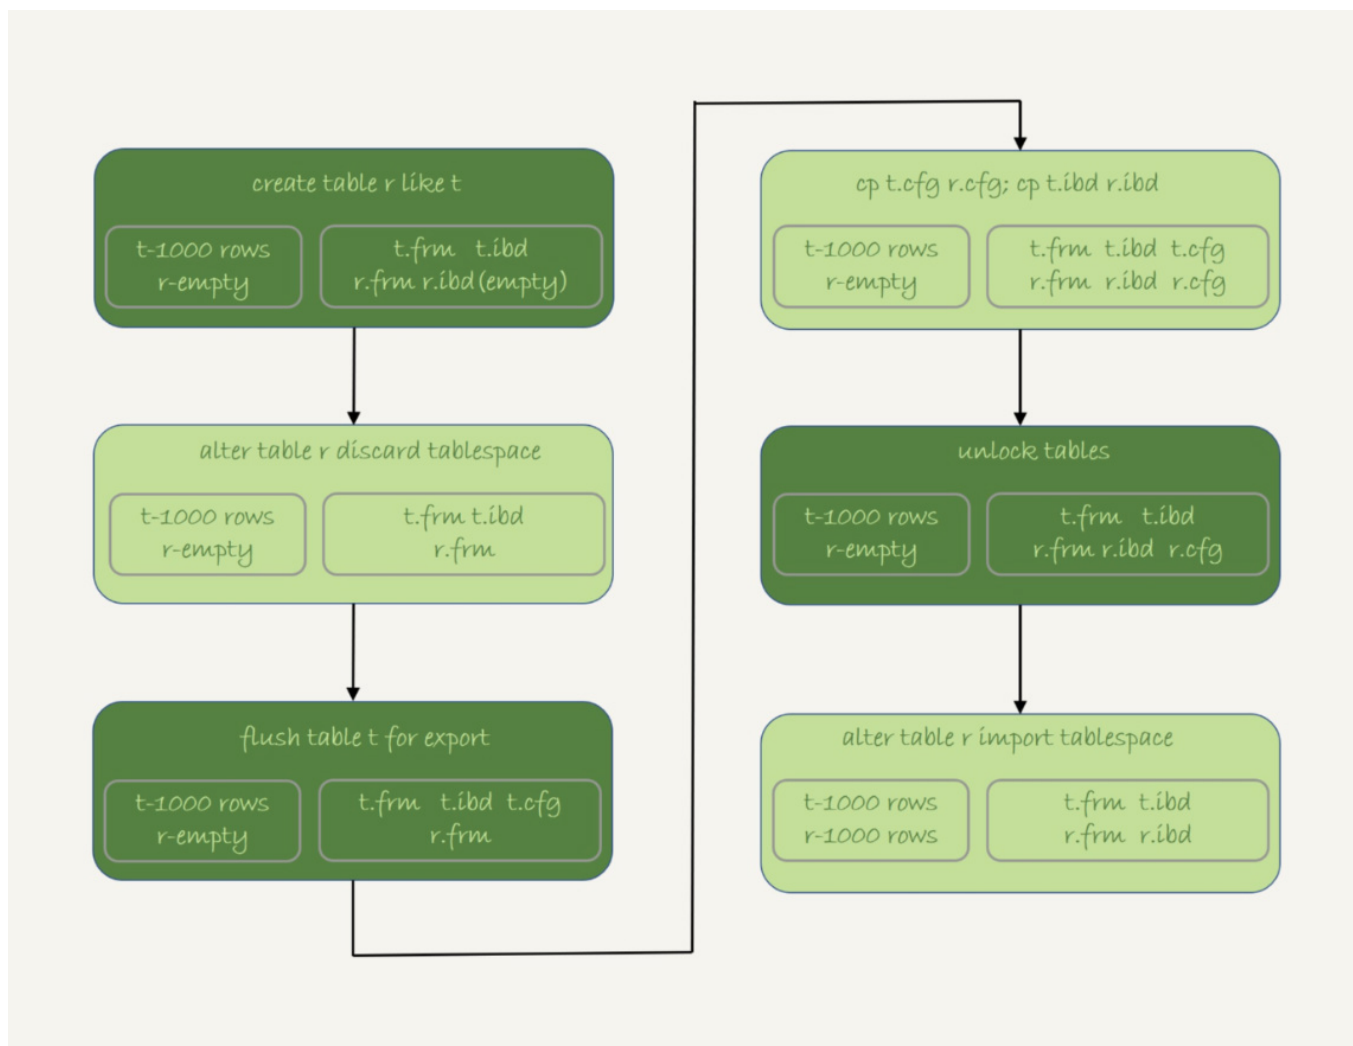 create table r like t
t-1000 rows
r-empty
t.frm t.ibd
r.frm r.ibd(empty)
alter table r discard tablespace
t-1000 rows
r-empty
t.frm t.ibd
r.frm
flush table t for export
t-1000 rows
r-empty
t.frm t.ibd t.cfg
r.frm
cp t.cfg r.cfg; cp t.ibd r.ibd
t-1000 rows
r-empty
t.frm t.ibd t.cfg
r.frm r.ibd r.cfg
unlock tables
t-1000 rows
r-empty
t.frm t.ibd
r.frm r.ibd r.cfg
alter table r import tablespace
t-1000 rows
r-1000 rows
t.frm t.ibd
r.frm r.ibd